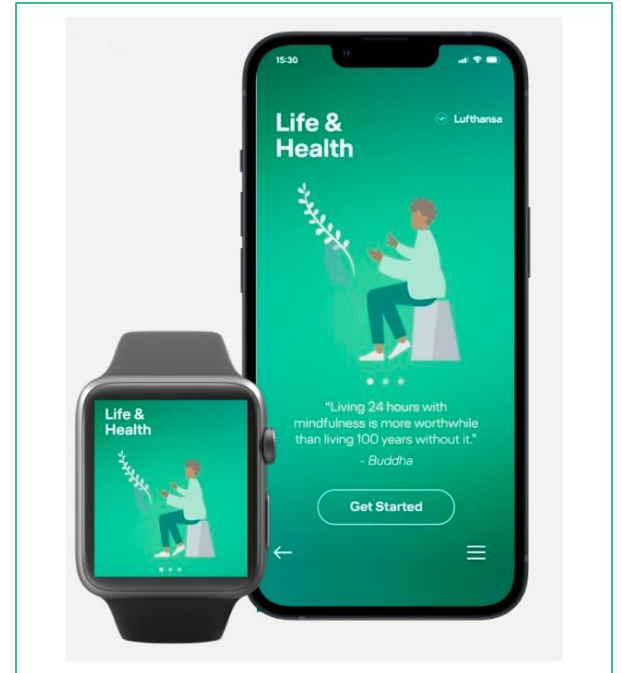 15:30
Life &
Health
Lufthansa
“Living 24 hours with
mindfulness is more worthwhile
than living 100 years without it.”
- Buddha
Get Started
Life &
Health